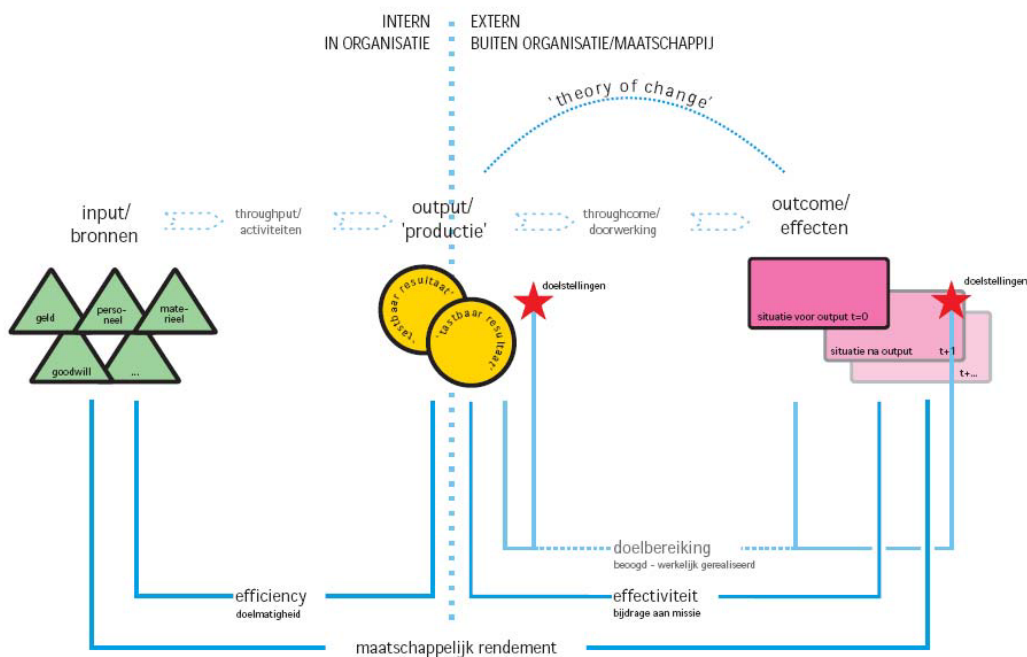 INTERN
IN ORGANISATIE
EXTERN
BUITEN ORGANISATIE/MAATSCHAPPIJ
'theory of change'
input/
bronnen
throughput/
activiteiten
output/
'productie'
throughcome/
doorwerking
outcome/
effecten
geld
perso-
neel
mate-
rieel
goodwill
...
'tastbaar resultaat'
'tastbaar resultaat'
doelstellingen
situatie voor output t=0
situatie na output
t+1
t+...
doelstellingen
doelbereiking
beoogd - werkelijk gerealiseerd
efficiency
doelmatigheid
effectiviteit
bijdrage aan missie
maatschappelijk rendement